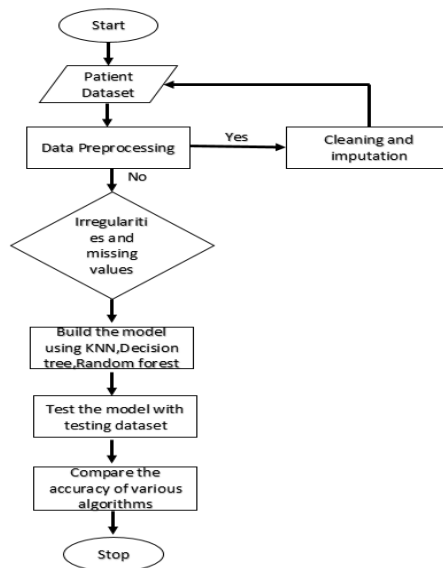 Start
Patient
Dataset
Data Preprocessing
Yes
Cleaning and
imputation
No
Irregulariti
es and
missing
values
Build the model
using KNN,Decision
tree,Random forest
Test the model with
testing dataset
Compare the
accuracy of various
algorithms
Stop